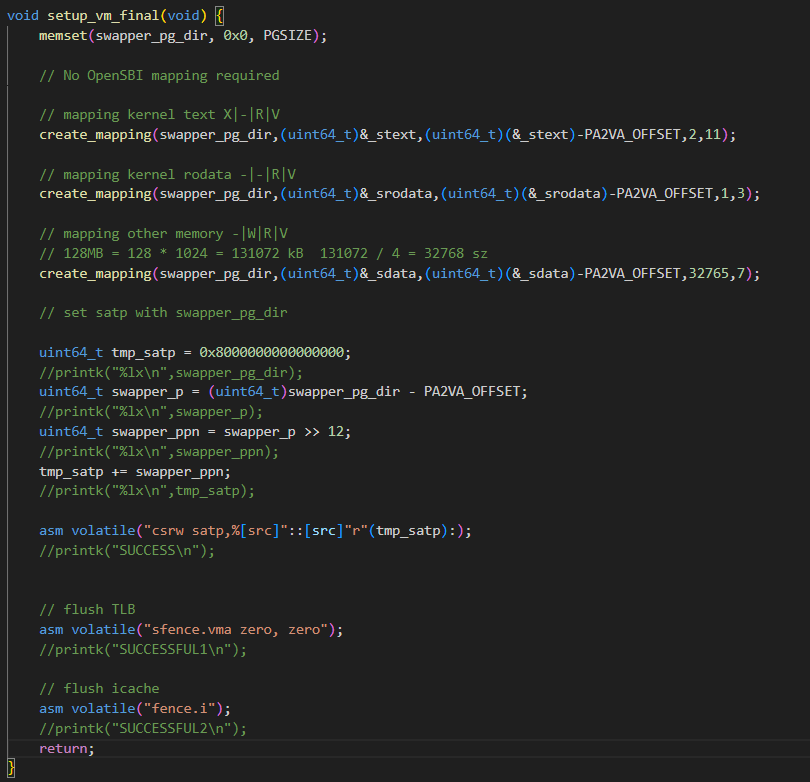 void setup_vm_final(void) {
memset(swapper_pg_dir, 0x0, PGSIZE);
// No OpenSBI mapping required
// mapping kernel text X|-|R|V
create_mapping(swapper_pg_dir,(uint64_t)&_stext,(uint64_t)(&_stext)-PA2VA_OFFSET,2,11);
// mapping kernel rodata -|-|R|V
create_mapping(swapper_pg_dir,(uint64_t)&_srodata,(uint64_t)(&_srodata)-PA2VA_OFFSET,1,3);
// mapping other memory -|W|R|V
// 128MB = 128 * 1024 = 131072 kB  131072 / 4 = 32768 sz
create_mapping(swapper_pg_dir,(uint64_t)&_sdata,(uint64_t)(&_sdata)-PA2VA_OFFSET,32765,7);
// set satp with swapper_pg_dir
uint64_t tmp_satp = 0x8000000000000000;
//printk("%lx\n",swapper_pg_dir);
uint64_t swapper_p = (uint64_t)swapper_pg_dir - PA2VA_OFFSET;
//printk("%lx\n",swapper_p);
uint64_t swapper_ppn = swapper_p >> 12;
//printk("%lx\n",swapper_ppn);
tmp_satp += swapper_ppn;
//printk("%lx\n",tmp_satp);
asm volatile("csrw satp,%[src]"::[src]"r"(tmp_satp):);
//printk("SUCCESS\n");
// flush TLB
asm volatile("sfence.vma zero, zero");
//printk("SUCCESSFUL1\n");
// flush icache
asm volatile("fence.i");
//printk("SUCCESSFUL2\n");
return;
}